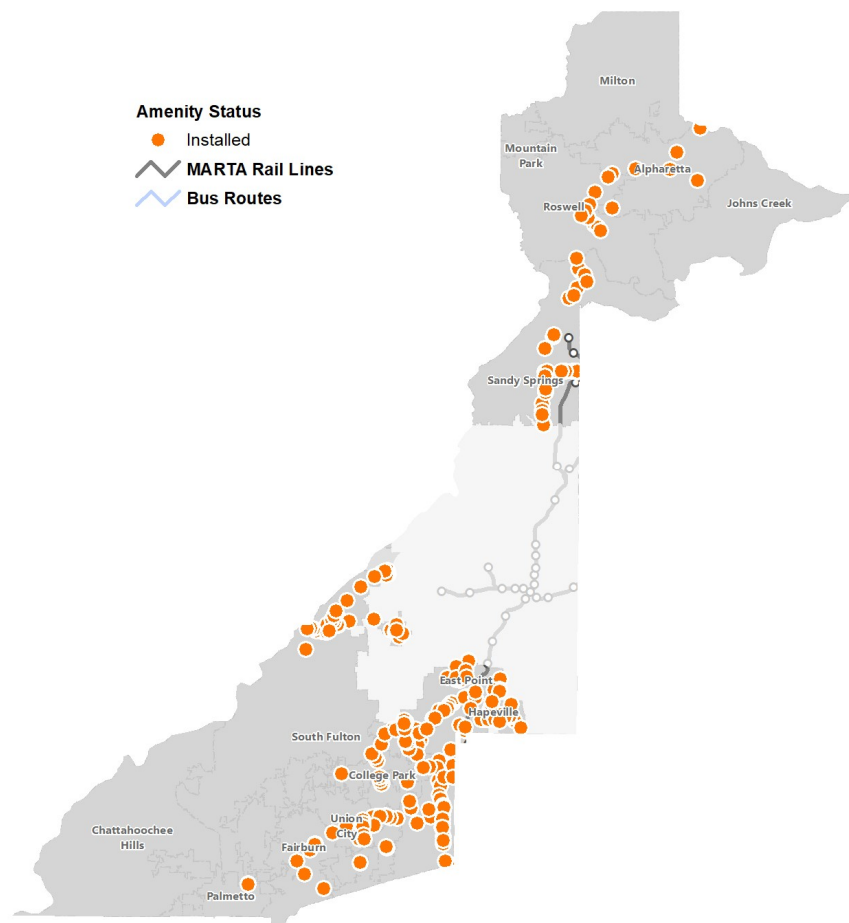 Milton
Amenity Status
Installed
Mountain
Park
MARTA Rail Lines
Alpharetta
Bus Routes
Roswell
Johns Creek
Sandy Springs
East Point
Hapeville
South Fulton
College Park
Union
City
Chattahoochee
Hills
Fairburn
Palmetto